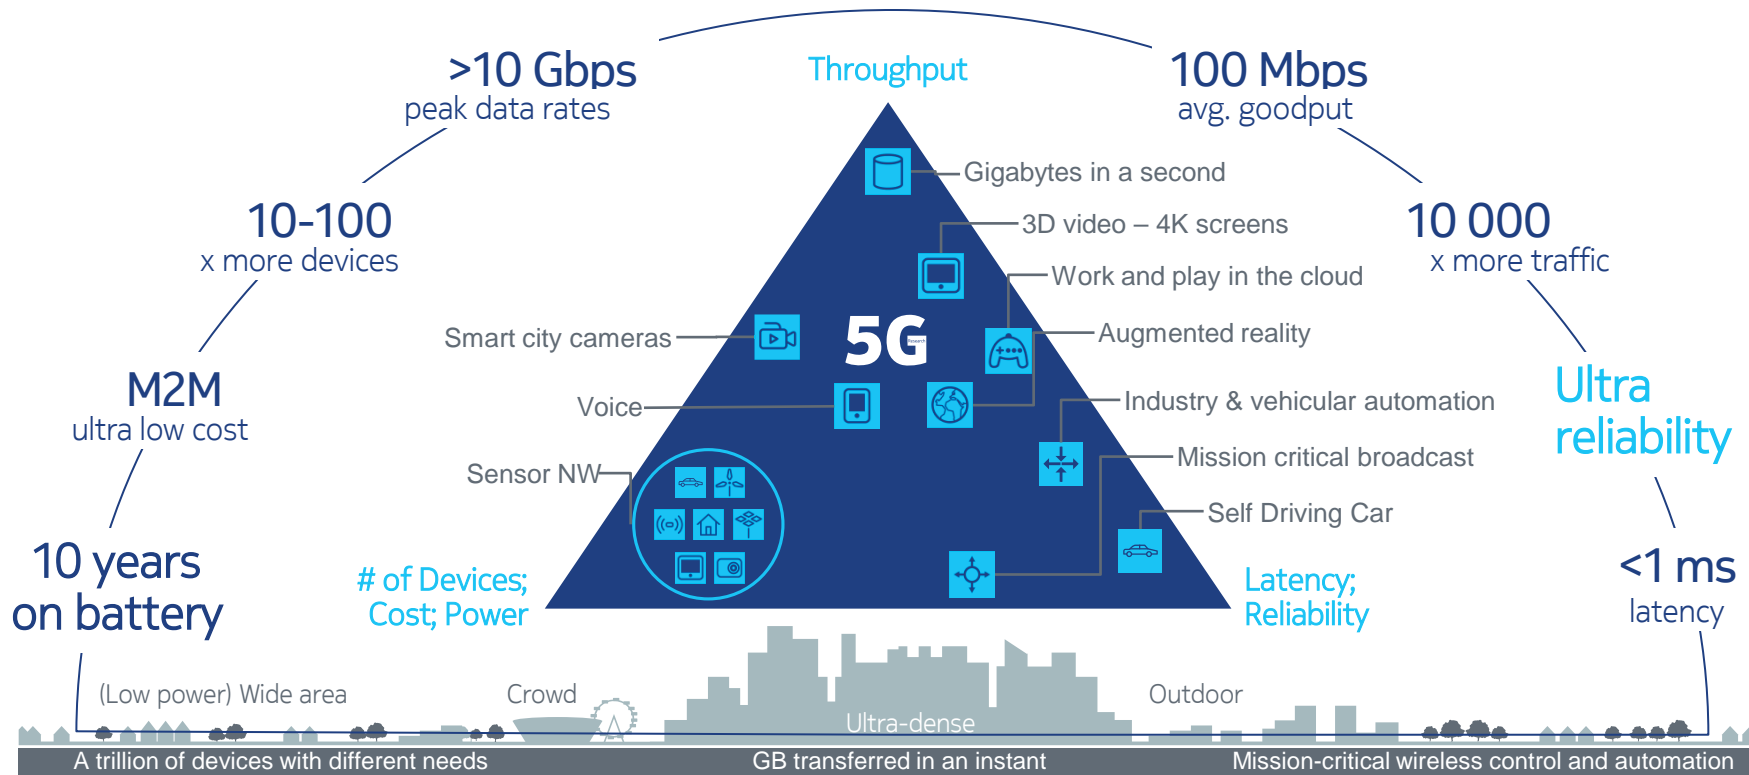 >10 Gbps
peak data rates
Throughput
100 Mbps
avg. goodput
Gigabytes in a second
10-100
x more devices
3D video – 4K screens
10 000
x more traffic
Work and play in the cloud
Smart city cameras
5G
Research
Augmented reality
M2M
ultra low cost
Voice
Industry & vehicular automation
Ultra
reliability
Sensor NW
Mission critical broadcast
Self Driving Car
10 years
on battery
# of Devices;
Cost; Power
Latency;
Reliability
<1 ms
latency
(Low power) Wide area
Crowd
Ultra-dense
Outdoor
A trillion of devices with different needs
GB transferred in an instant
Mission-critical wireless control and automation